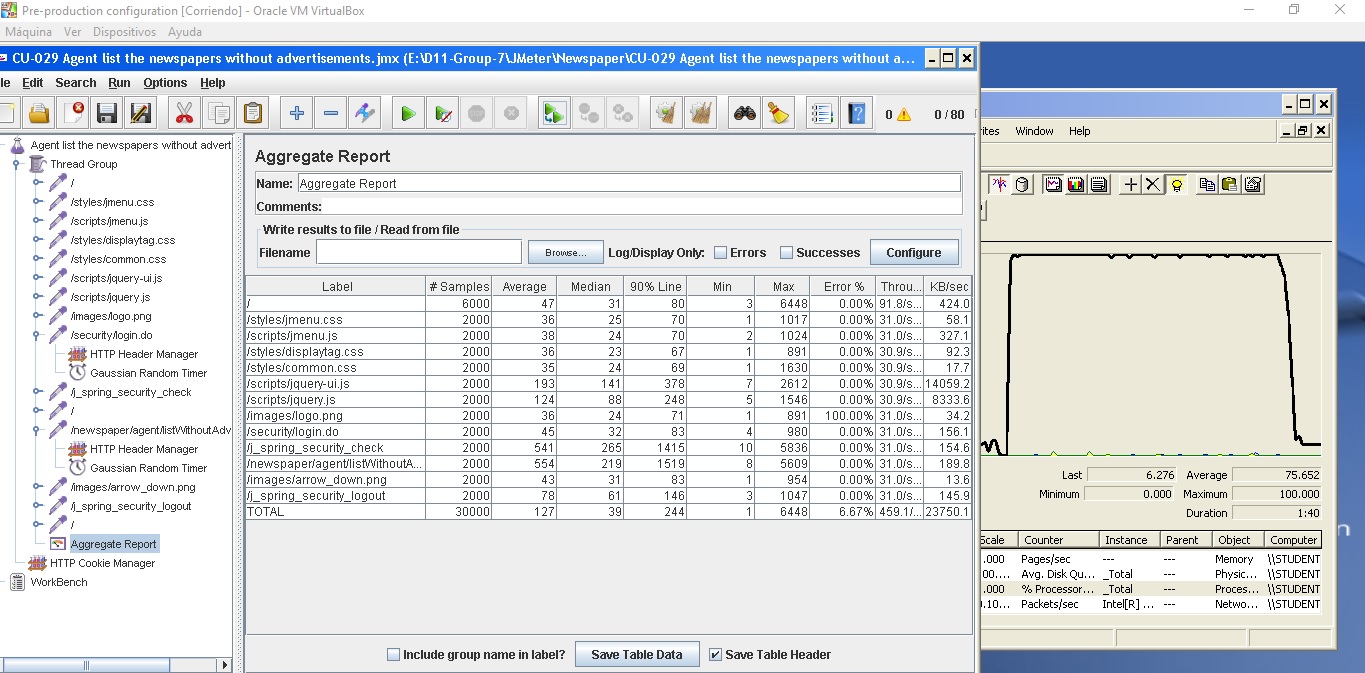 Pre-production configuration [Corriendo] - Oracle VM VirtualBox
Máquina Ver Dispositivos Ayuda
CU-029 Agent list the newspapers without advertisements.jmx (E:\D11-Group-7\JMeter\Newspaper\CU-029 Agent list the newspapers without a...
le Edit Search Run Options Help
0 0 / 80
rites Window Help
Agent list the newspapers without advert
Thread Group
/
/styles/jmenu.css
/scripts/jmenu.js
/styles/displaytag.css
/styles/common.css
/scripts/jquery-ui.js
/scripts/jquery.js
/images/logo.png
/security/login.do
HTTP Header Manager
Gaussian Random Timer
/j_spring_security_check
/
/newspaper/agent/listWithoutAdv
HTTP Header Manager
Gaussian Random Timer
/images/arrow_down.png
/j_spring_security_logout
/
Aggregate Report
HTTP Cookie Manager
WorkBench
Aggregate Report
Name: Aggregate Report
Comments:
Write results to file / Read from file
Filename Browse... Log/Display Only: Errors Successes Configure
Label # Samples Average Median 90% Line Min Max Error % Throu... KB/sec
/ 6000 47 31 80 3 6448 0.00% 91.8/s... 424.0
/styles/jmenu.css 2000 36 25 70 1 1017 0.00% 31.0/s... 58.1
/scripts/jmenu.js 2000 38 24 70 2 1024 0.00% 31.0/s... 327.1
/styles/displaytag.css 2000 36 23 67 1 891 0.00% 30.9/s... 92.3
/styles/common.css 2000 35 24 69 1 1630 0.00% 30.9/s... 17.7
/scripts/jquery-ui.js 2000 193 141 378 7 2612 0.00% 30.9/s... 14059.2
/scripts/jquery.js 2000 124 88 248 5 1546 0.00% 30.9/s... 8333.6
/images/logo.png 2000 36 24 71 1 891 100.00% 31.0/s... 34.2
/security/login.do 2000 45 32 83 4 980 0.00% 31.0/s... 156.1
/j_spring_security_check 2000 541 265 1415 10 5836 0.00% 31.0/s... 154.6
/newspaper/agent/listWithoutA... 2000 554 219 1519 8 5609 0.00% 31.0/s... 189.8
/images/arrow_down.png 2000 43 31 83 1 954 0.00% 31.0/s... 13.6
/j_spring_security_logout 2000 78 61 146 3 1047 0.00% 31.0/s... 145.9
TOTAL 30000 127 39 244 1 6448 6.67% 459.1/... 23750.1
Include group name in label? Save Table Data Save Table Header
Last 6.276 Average 75.652
Minimum 0.000 Maximum 100.000
Duration 1:40
Scale Counter Instance Parent Object Computer
.000 Pages/sec --- --- Memory \\STUDENT
00.... Avg. Disk Qu... _Total --- Physic... \\STUDENT
.000 % Processor... _Total --- Proces... \\STUDENT
0.10... Packets/sec Intel[R] ... --- Netwo... \\STUDENT
n